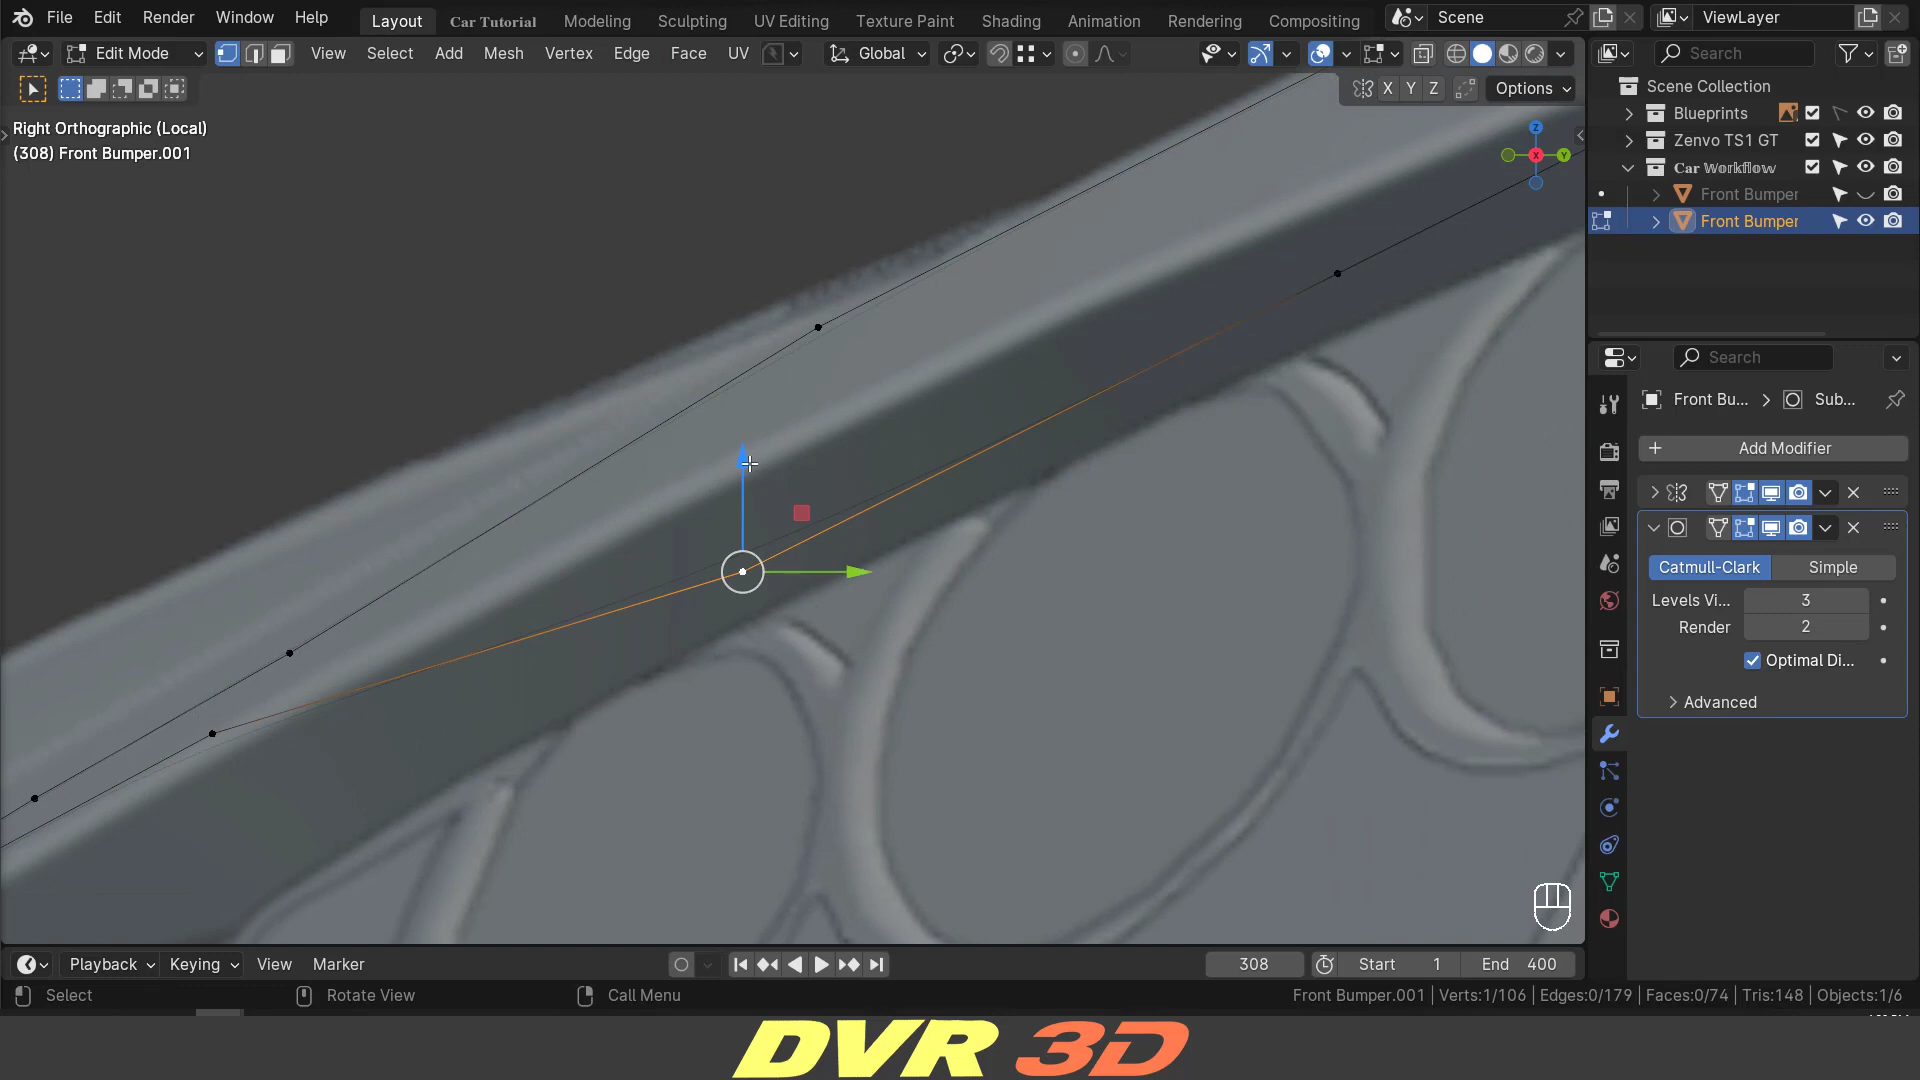 File Edit Render Window Help Layout Car Tutorial Modeling Sculpting UV Editing Texture Paint Shading Animation Rendering Compositing Scene ViewLayer
Edit Mode View Select Add Mesh Vertex Edge Face UV Global Search
X Y Z Options
Right Orthographic (Local)
(308) Front Bumper.001
Z
X
Y
Scene Collection
Blueprints
Zenvo TS1 GT
Car Workflow
Front Bumper
Front Bumper
Search
Front Bu... > Sub...
+ Add Modifier
Catmull-Clark Simple
Levels Vi... 3
Render 2
Optimal Di...
Advanced
Playback Keying View Marker 308 Start 1 End 400
Select Rotate View Call Menu Front Bumper.001 | Verts:1/106 | Edges:0/179 | Faces:0/74 | Tris:148 | Objects:1/6
DVR 3D